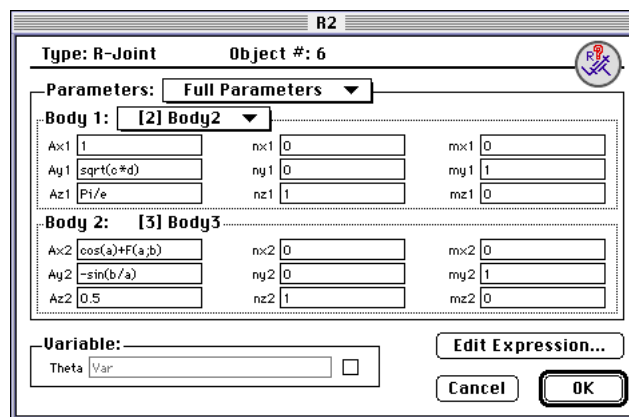 R2
Type: R-Joint Object #: 6
R
Parameters: Full Parameters
Body 1: [2] Body2
Ax1 1 nx1 0 mx1 0
Ay1 sqrt(c*d) ny1 0 my1 1
Az1 Pi/e nz1 1 mz1 0
Body 2: [3] Body3
Ax2 cos(a)+F(a;b) nx2 0 mx2 0
Ay2 -sin(b/a) ny2 0 my2 1
Az2 0.5 nz2 1 mz2 0
Variable:
Theta Var
Edit Expression...
Cancel OK